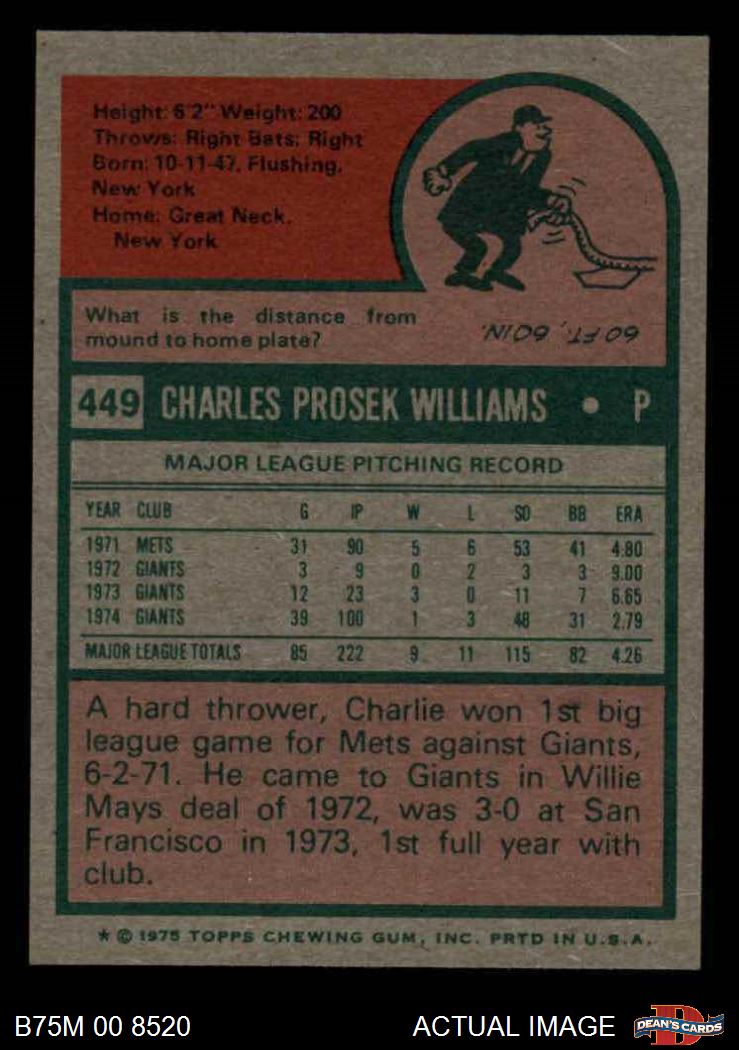 Height: 6'2" Weight: 200
Throws: Right Bats: Right
Born: 10-11-47, Flushing,
New York
Home: Great Neck,
New York
What is the distance from
mound to home plate?
60 FT., 60 IN.
449 CHARLES PROSEK WILLIAMS • P
MAJOR LEAGUE PITCHING RECORD
YEAR CLUB G IP W L SO BB ERA
1971 METS 31 90 5 6 53 41 4.80
1972 GIANTS 3 9 0 2 3 3 9.00
1973 GIANTS 12 23 3 0 11 7 6.65
1974 GIANTS 39 100 1 3 48 31 2.79
MAJOR LEAGUE TOTALS 85 222 9 11 115 82 4.26
A hard thrower, Charlie won 1st big
league game for Mets against Giants,
6-2-71. He came to Giants in Willie
Mays deal of 1972, was 3-0 at San
Francisco in 1973, 1st full year with
club.
* © 1975 TOPPS CHEWING GUM, INC. PRTD IN U.S.A.
B75M 00 8520 ACTUAL IMAGE DEAN'S CARDS